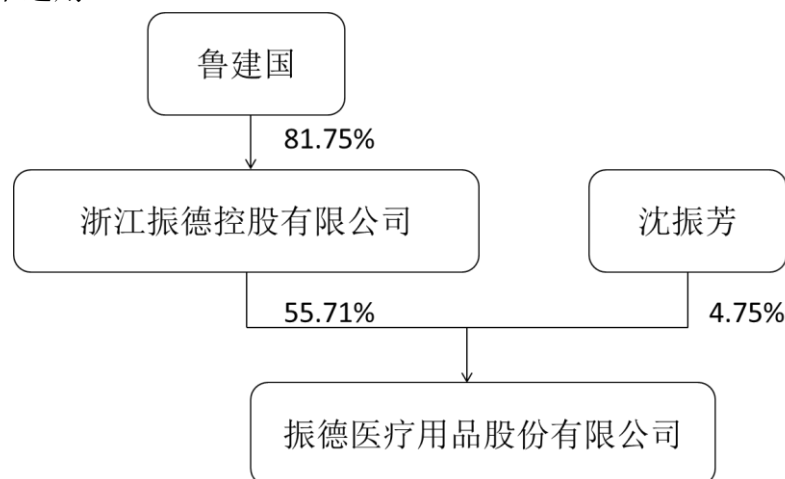 鲁建国
81.75%
浙江振德控股有限公司
沈振芳
55.71%
4.75%
振德医疗用品股份有限公司